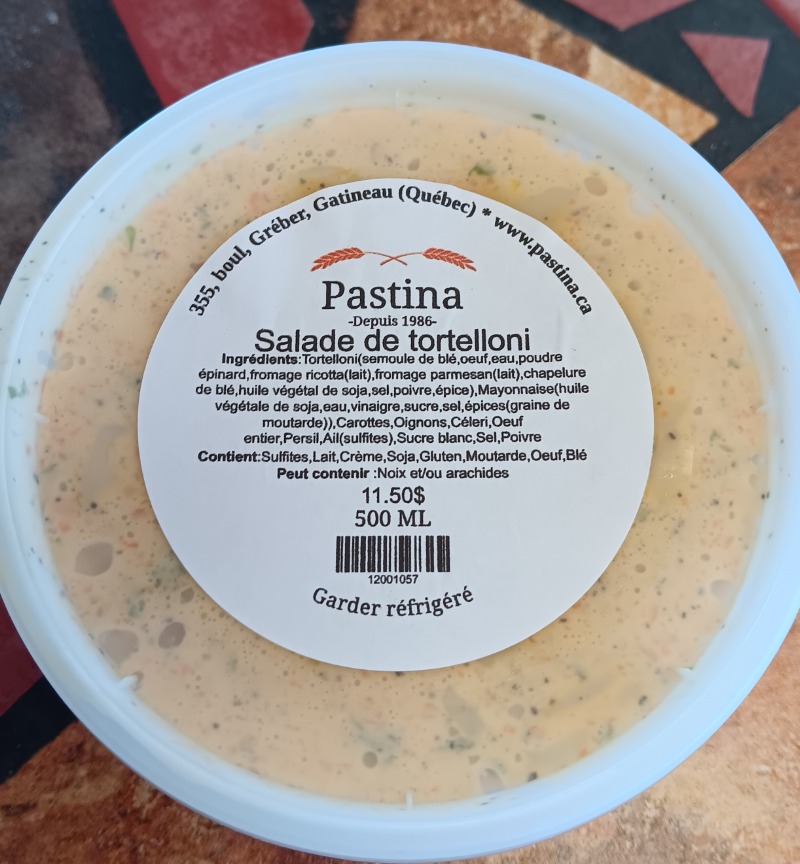 355, boul, Gréber, Gatineau (Québec) * www.pastina.ca
Pastina
-Depuis 1986-
Salade de tortelloni
Ingrédients:Tortelloni(semoule de blé,oeuf,eau,poudre
épinard,fromage ricotta(lait),fromage parmesan(lait),chapelure
de blé,huile végétal de soja,sel,poivre,épice),Mayonnaise(huile
végétale de soja,eau,vinaigre,sucre,sel,épices(graine de
moutarde)),Carottes,Oignons,Céleri,Oeuf
entier,Persil,Ail(sulfites),Sucre blanc,Sel,Poivre
Contient:Sulfites,Lait,Crème,Soja,Gluten,Moutarde,Oeuf,Blé
Peut contenir :Noix et/ou arachides
11.50$
500 ML
12001057
Garder réfrigéré